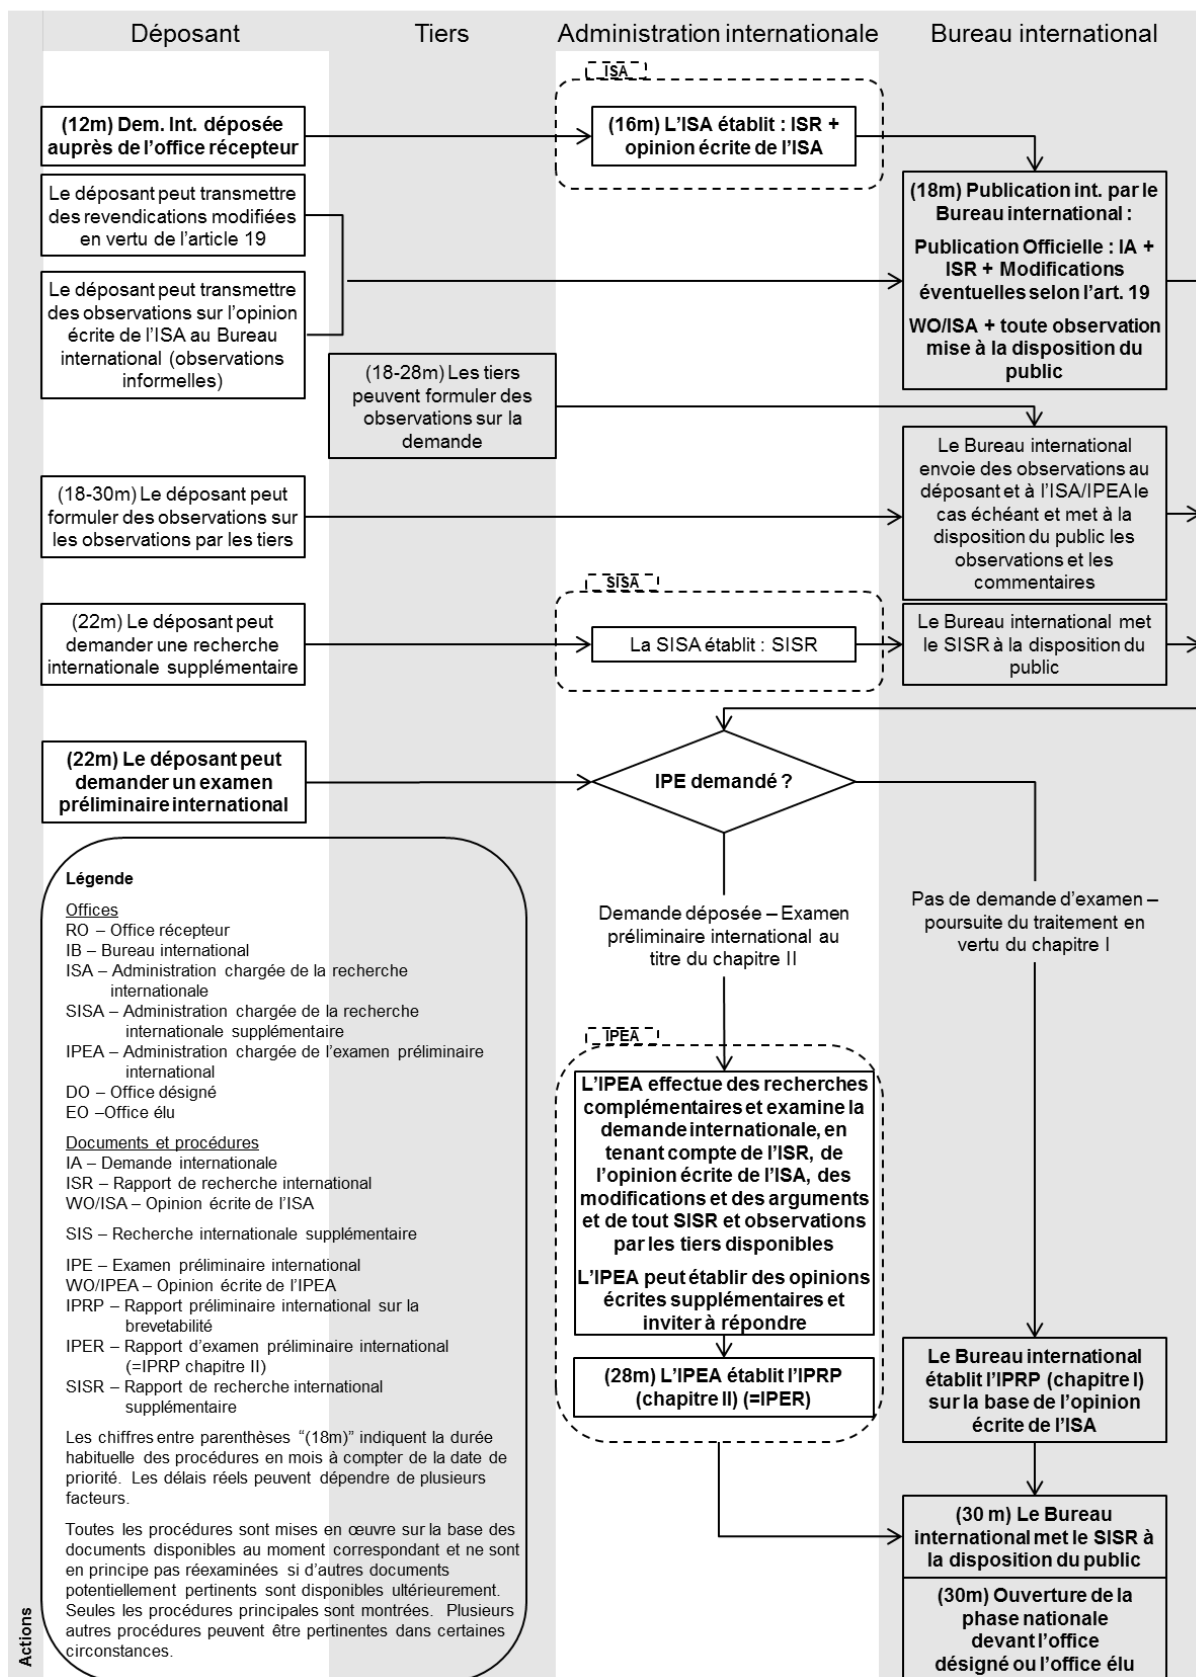 Déposant
Tiers
Administration internationale
Bureau international
ISA
(12m) Dem. Int. déposée
auprès de l'office récepteur
(16m) L'ISA établit : ISR +
opinion écrite de l'ISA
Le déposant peut transmettre
des revendications modifiées
en vertu de l'article 19
Le déposant peut transmettre
des observations sur l'opinion
écrite de l'ISA au Bureau
international (observations
informelles)
(18m) Publication int. par le
Bureau international :
Publication Officielle : IA +
ISR + Modifications
éventuelles selon l'art. 19
WO/ISA + toute observation
mise à la disposition du
public
(18-28m) Les tiers
peuvent formuler des
observations sur la
demande
(18-30m) Le déposant peut
formuler des observations sur
les observations par les tiers
Le Bureau international
envoie des observations au
déposant et à l'ISA/IPEA le
cas échéant et met à la
disposition du public les
observations et les
commentaires
SISA
(22m) Le déposant peut
demander une recherche
internationale supplémentaire
La SISA établit : SISR
Le Bureau international met
le SISR à la disposition du
public
(22m) Le déposant peut
demander un examen
préliminaire international
IPE demandé ?
Demande déposée – Examen
préliminaire international au
titre du chapitre II
Pas de demande d'examen –
poursuite du traitement en
vertu du chapitre I
IPEA
L'IPEA effectue des recherches
complémentaires et examine la
demande internationale, en
tenant compte de l'ISR, de
l'opinion écrite de l'ISA, des
modifications et des arguments
et de tout SISR et observations
par les tiers disponibles
L'IPEA peut établir des opinions
écrites supplémentaires et
inviter à répondre
(28m) L'IPEA établit l'IPRP
(chapitre II) (=IPER)
Le Bureau international
établit l'IPRP (chapitre I)
sur la base de l'opinion
écrite de l'ISA
(30 m) Le Bureau
international met le SISR à
la disposition du public
(30m) Ouverture de la
phase nationale
devant l'office
désigné ou l'office élu
Légende
Offices
RO – Office récepteur
IB – Bureau international
ISA – Administration chargée de la recherche
internationale
SISA – Administration chargée de la recherche
internationale supplémentaire
IPEA – Administration chargée de l'examen préliminaire
international
DO – Office désigné
EO –Office élu
Documents et procédures
IA – Demande internationale
ISR – Rapport de recherche international
WO/ISA – Opinion écrite de l'ISA
SIS – Recherche internationale supplémentaire
IPE – Examen préliminaire international
WO/IPEA – Opinion écrite de l'IPEA
IPRP – Rapport préliminaire international sur la
brevetabilité
IPER – Rapport d'examen préliminaire international
(=IPRP chapitre II)
SISR – Rapport de recherche international
supplémentaire
Les chiffres entre parenthèses “(18m)” indiquent la durée
habituelle des procédures en mois à compter de la date de
priorité. Les délais réels peuvent dépendre de plusieurs
facteurs.
Toutes les procédures sont mises en œuvre sur la base des
documents disponibles au moment correspondant et ne sont
en principe pas réexaminées si d'autres documents
potentiellement pertinents sont disponibles ultérieurement.
Seules les procédures principales sont montrées. Plusieurs
autres procédures peuvent être pertinentes dans certaines
circonstances.
Actions